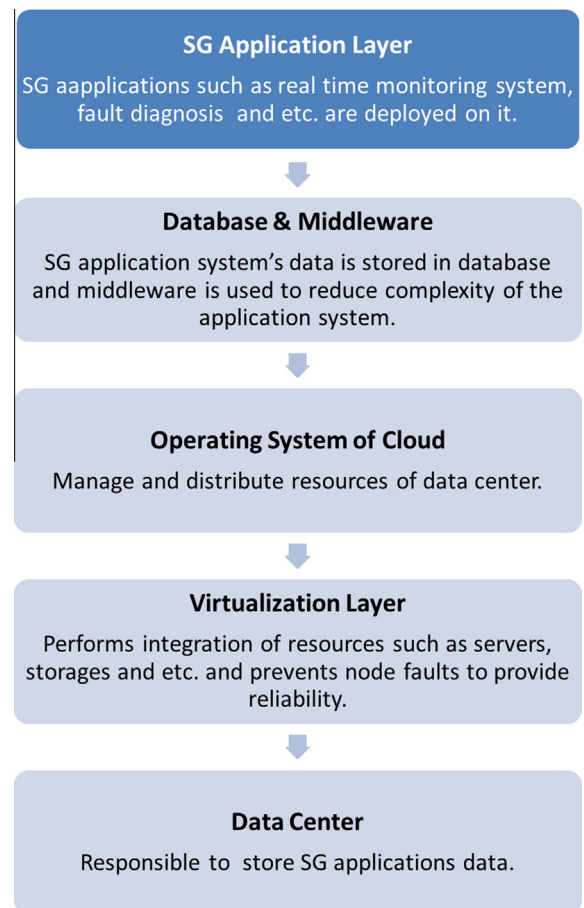 SG Application Layer
SG aapplications such as real time monitoring system,
fault diagnosis and etc. are deployed on it.
Database & Middleware
SG application system's data is stored in database
and middleware is used to reduce complexity of the
application system.
Operating System of Cloud
Manage and distribute resources of data center.
Virtualization Layer
Performs integration of resources such as servers,
storages and etc. and prevents node faults to provide
reliability.
Data Center
Responsible to store SG applications data.